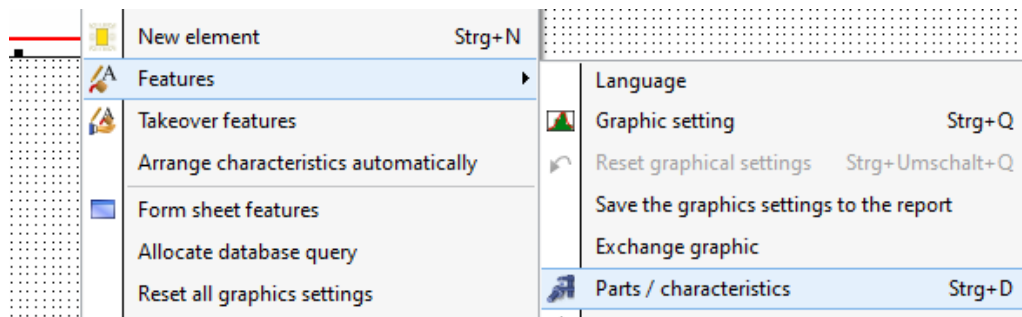 New element Strg+N
Features
Takeover features
Arrange characteristics automatically
Form sheet features
Allocate database query
Reset all graphics settings
Language
Graphic setting Strg+Q
Reset graphical settings Strg+Umschalt+Q
Save the graphics settings to the report
Exchange graphic
Parts / characteristics Strg+D